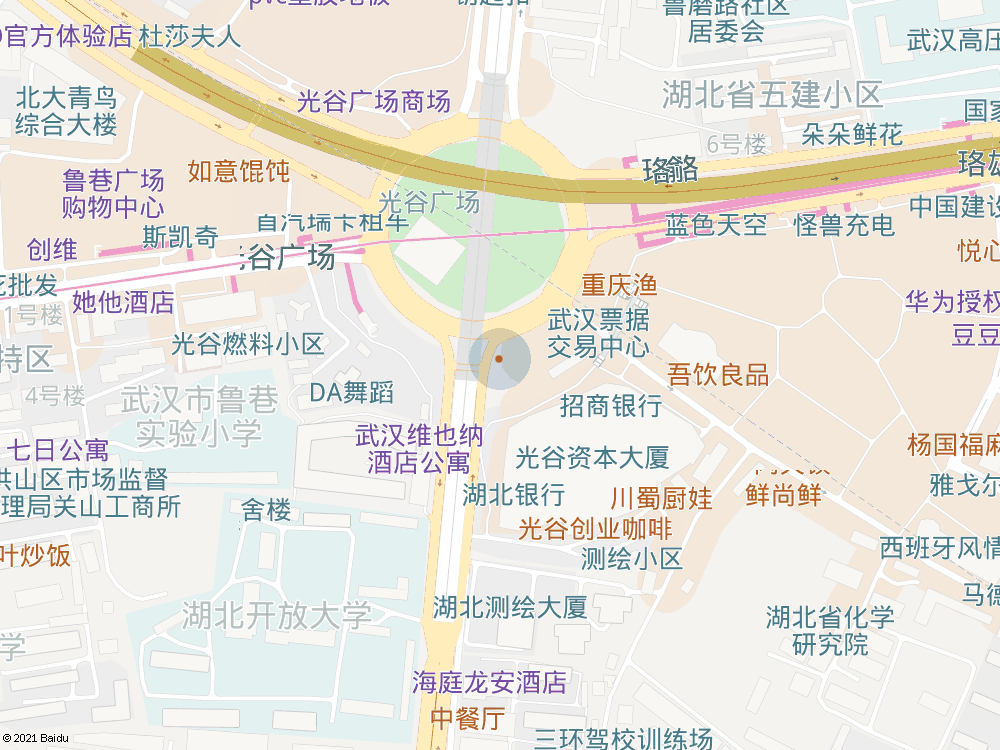 鲁磨路社区
居委会
官方体验店
杜莎夫人
武汉高压
北大青鸟
综合大楼
光谷广场商场
湖北省五建小区
国家
6号楼
朵朵鲜花
如意馄饨
珞雄路
珞雄
鲁巷广场
购物中心
光谷广场
中国建设
创维
斯凯奇
谷广场
蓝色天空
怪兽充电
悦心
花批发
1号楼
她他酒店
重庆渔
华为授权
武汉票据
交易中心
豆豆
特区
光谷燃料小区
4号楼
DA舞蹈
吾饮良品
武汉市鲁巷
实验小学
招商银行
七日公寓
武汉维也纳
酒店公寓
杨国福麻
光谷资本大厦
洪山区市场监督
理局关山工商所
湖北银行
川蜀厨娃
鲜尚鲜
雅戈尔
舍楼
光谷创业咖啡
叶炒饭
测绘小区
西班牙风情
湖北开放大学
湖北测绘大厦
马德
湖北省化学
研究院
学
海庭龙安酒店
中餐厅
三环驾校训练场
© 2021 Baidu